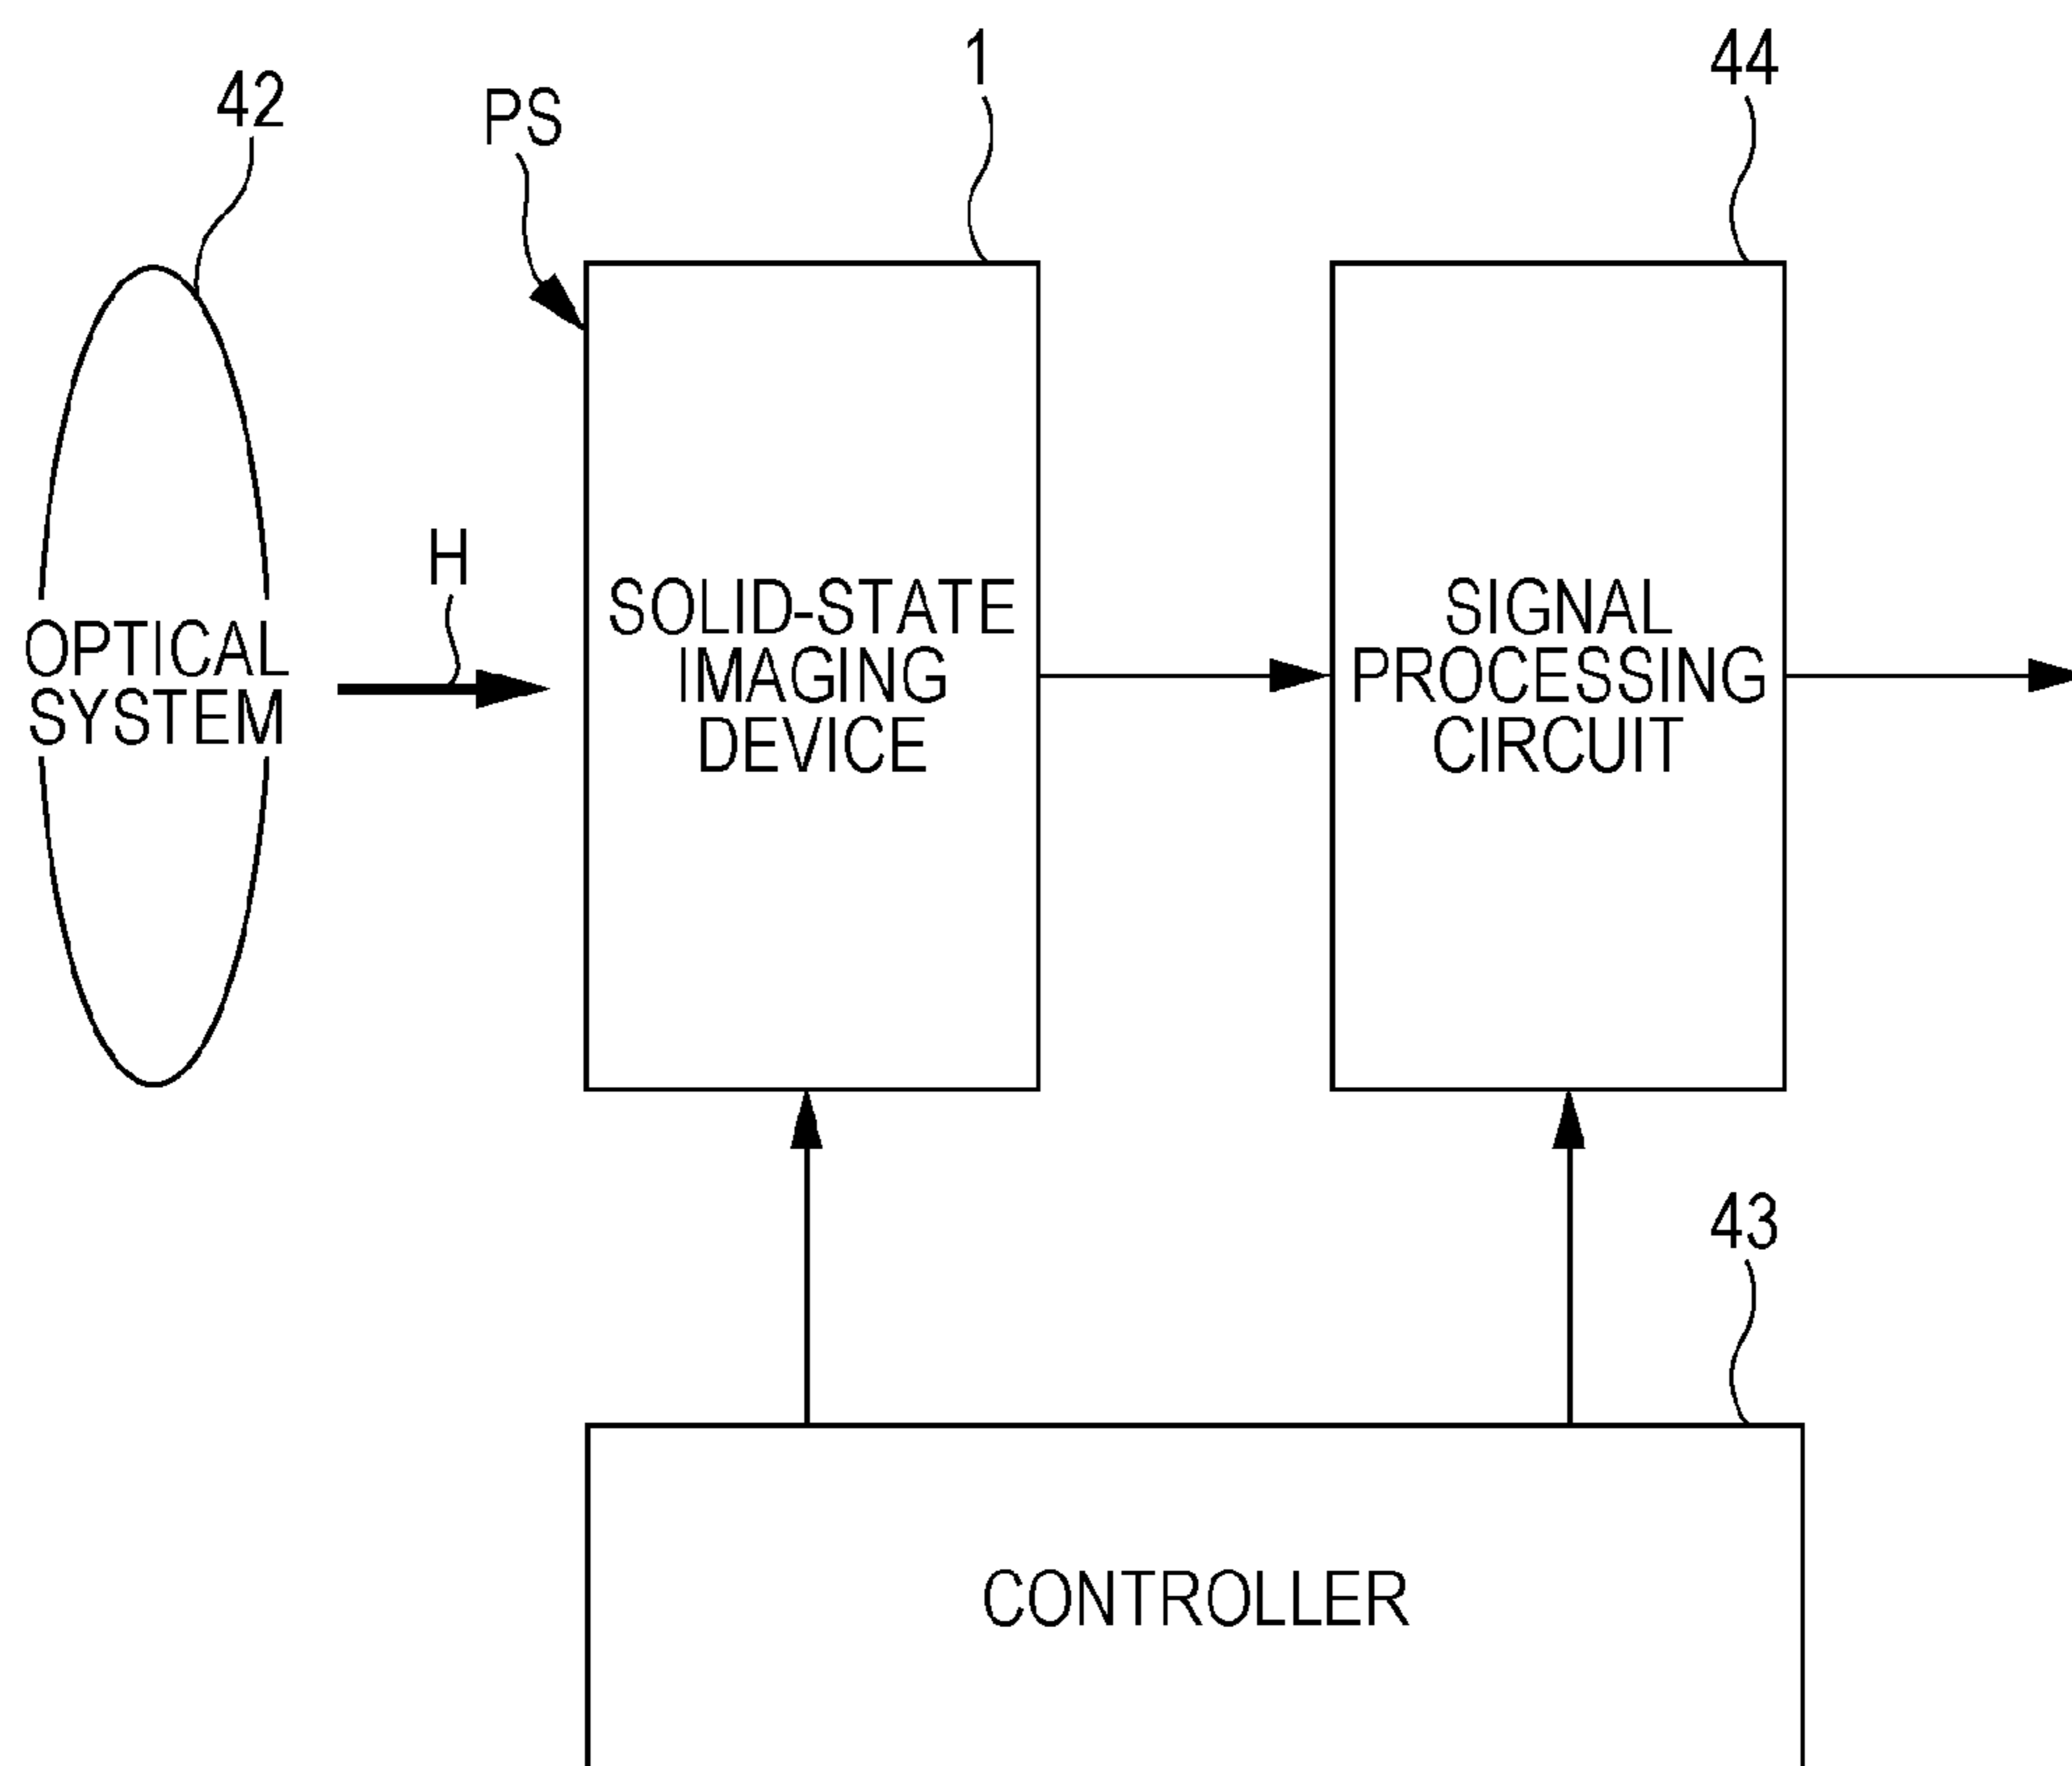 1
44
42
PS
H
SOLID-STATE
IMAGING
DEVICE
SIGNAL
PROCESSING
CIRCUIT
OPTICAL
SYSTEM
43
CONTROLLER